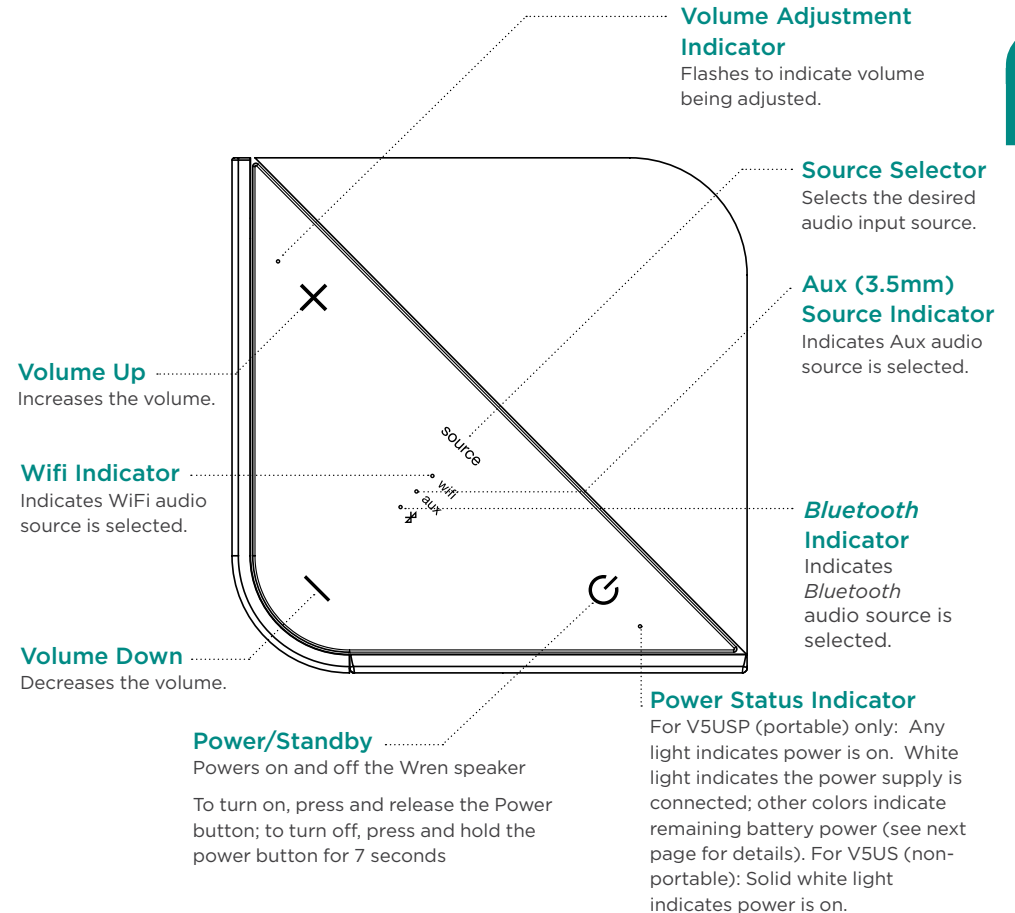 Volume Adjustment
Indicator
Flashes to indicate volume
being adjusted.
Source Selector
Selects the desired
audio input source.
Aux (3.5mm)
Source Indicator
Indicates Aux audio
source is selected.
Volume Up
Increases the volume.
source
wifi
aux
Wifi Indicator
Indicates WiFi audio
source is selected.
Bluetooth
Indicator
Indicates
Bluetooth
audio source is
selected.
Volume Down
Decreases the volume.
Power/Standby
Powers on and off the Wren speaker
To turn on, press and release the Power
button; to turn off, press and hold the
power button for 7 seconds
Power Status Indicator
For V5USP (portable) only:  Any
light indicates power is on.  White
light indicates the power supply is
connected; other colors indicate
remaining battery power (see next
page for details). For V5US (non-
portable): Solid white light
indicates power is on.